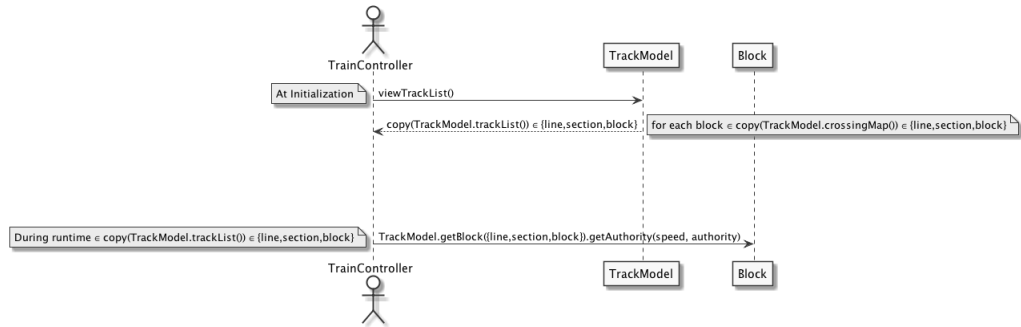 TrainController
TrackModel
Block
At Initialization
viewTrackList()
copy(TrackModel.trackList()) ∈ {line,section,block}
for each block ∈ copy(TrackModel.crossingMap()) ∈ {line,section,block}
During runtime ∈ copy(TrackModel.trackList()) ∈ {line,section,block}
TrackModel.getBlock({line,section,block}).getAuthority(speed, authority)
TrainController
TrackModel
Block